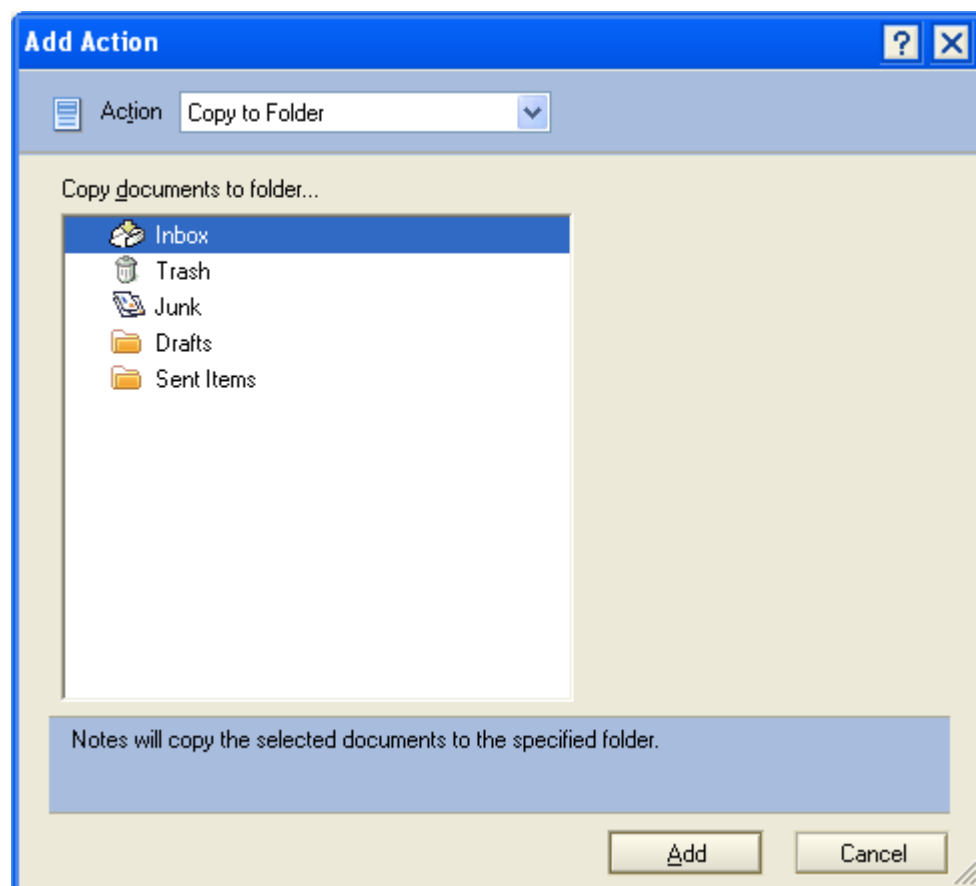 Add Action
Action Copy to Folder
Copy documents to folder...
Inbox
Trash
Junk
Drafts
Sent Items
Notes will copy the selected documents to the specified folder.
Add Cancel